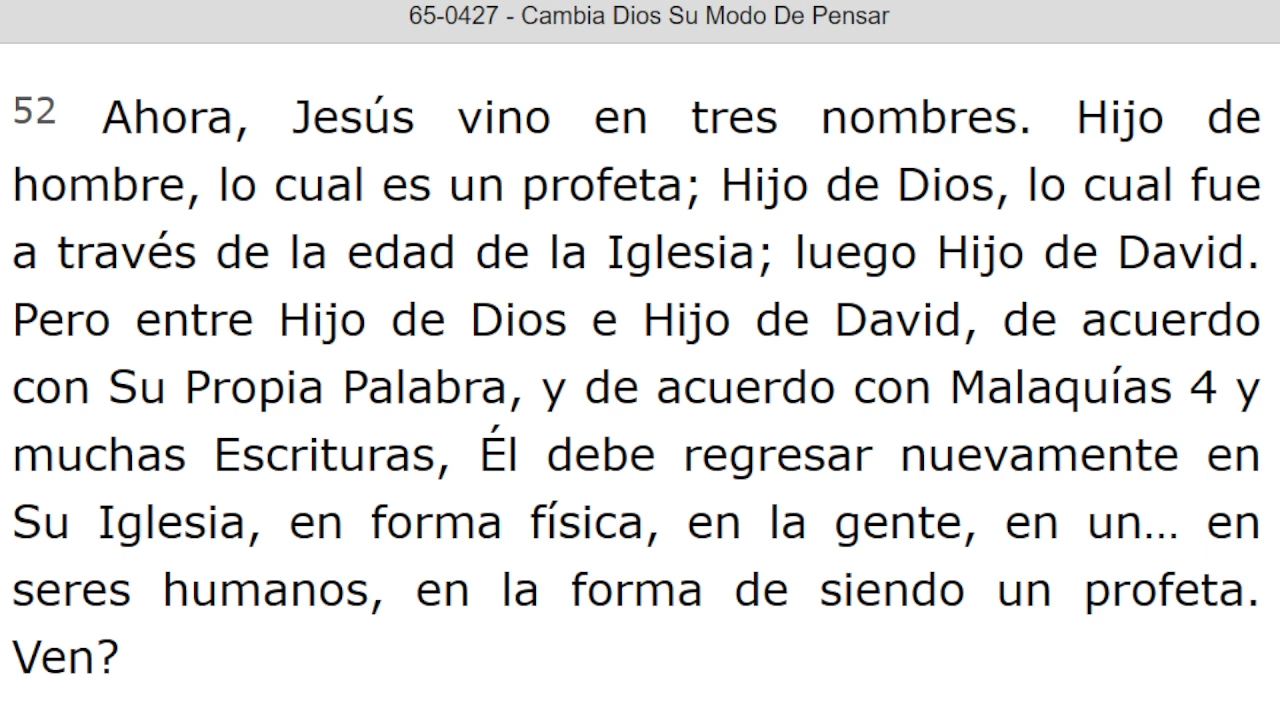 65-0427 - Cambia Dios Su Modo De Pensar
52 Ahora, Jesús vino en tres nombres. Hijo de
hombre, lo cual es un profeta; Hijo de Dios, lo cual fue
a través de la edad de la Iglesia; luego Hijo de David.
Pero entre Hijo de Dios e Hijo de David, de acuerdo
con Su Propia Palabra, y de acuerdo con Malaquías 4 y
muchas Escrituras, Él debe regresar nuevamente en
Su Iglesia, en forma física, en la gente, en un... en
seres humanos, en la forma de siendo un profeta.
Ven?